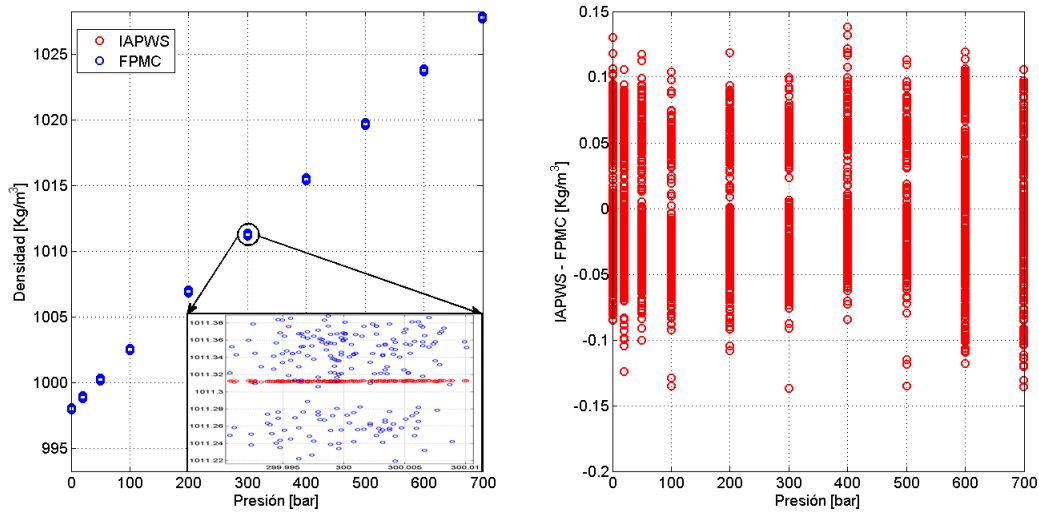 1025
1020
1015
1010
1005
1000
995
Densidad [Kg/m³]
IAPWS
FPMC
1011.38
1011.36
1011.34
1011.32
1011.3
1011.28
1011.26
1011.24
1011.22
299.995 300 300.005 300.01
0 100 200 300 400 500 600 700
Presión [bar]
0.15
0.1
0.05
0
-0.05
-0.1
-0.15
-0.2
IAPWS - FPMC [Kg/m³]
0 100 200 300 400 500 600 700
Presión [bar]